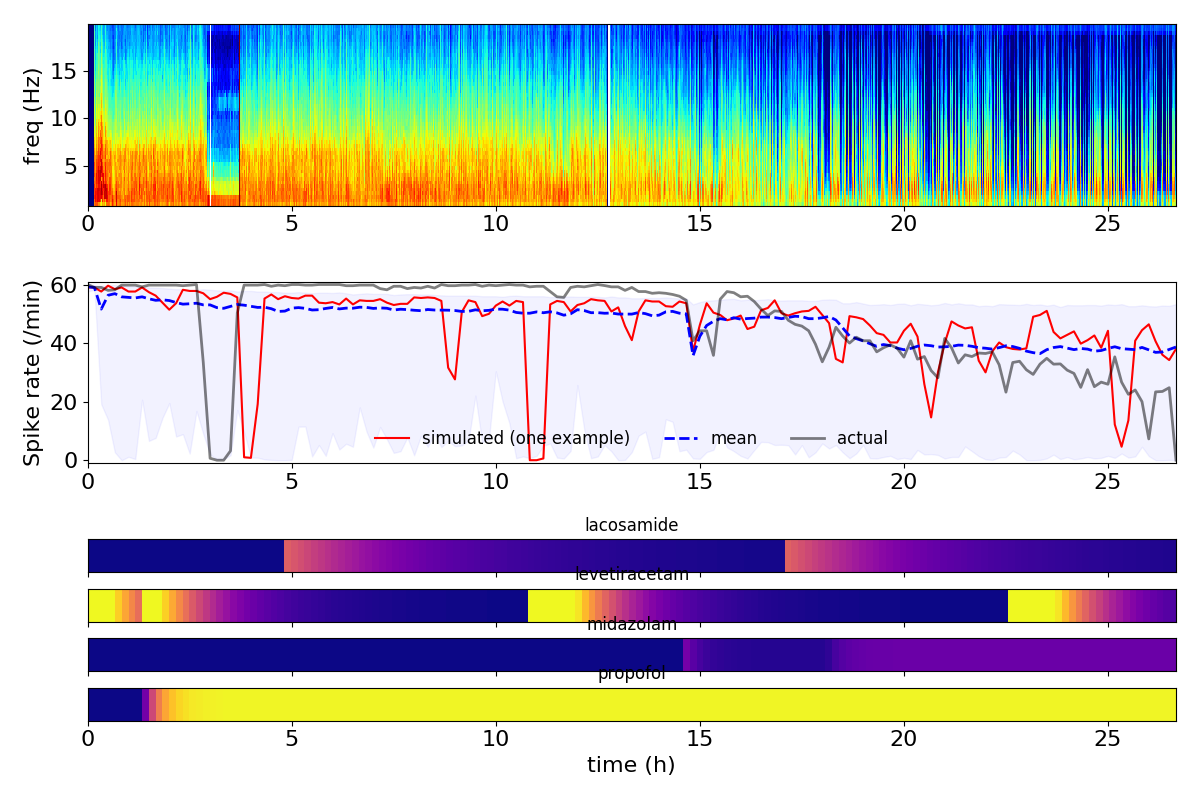 freq (Hz)
15
10
5
0 5 10 15 20 25
Spike rate (/min)
60
40
20
0
simulated (one example) mean actual
0 5 10 15 20 25
lacosamide
levetiracetam
midazolam
propofol
0 5 10 15 20 25
time (h)